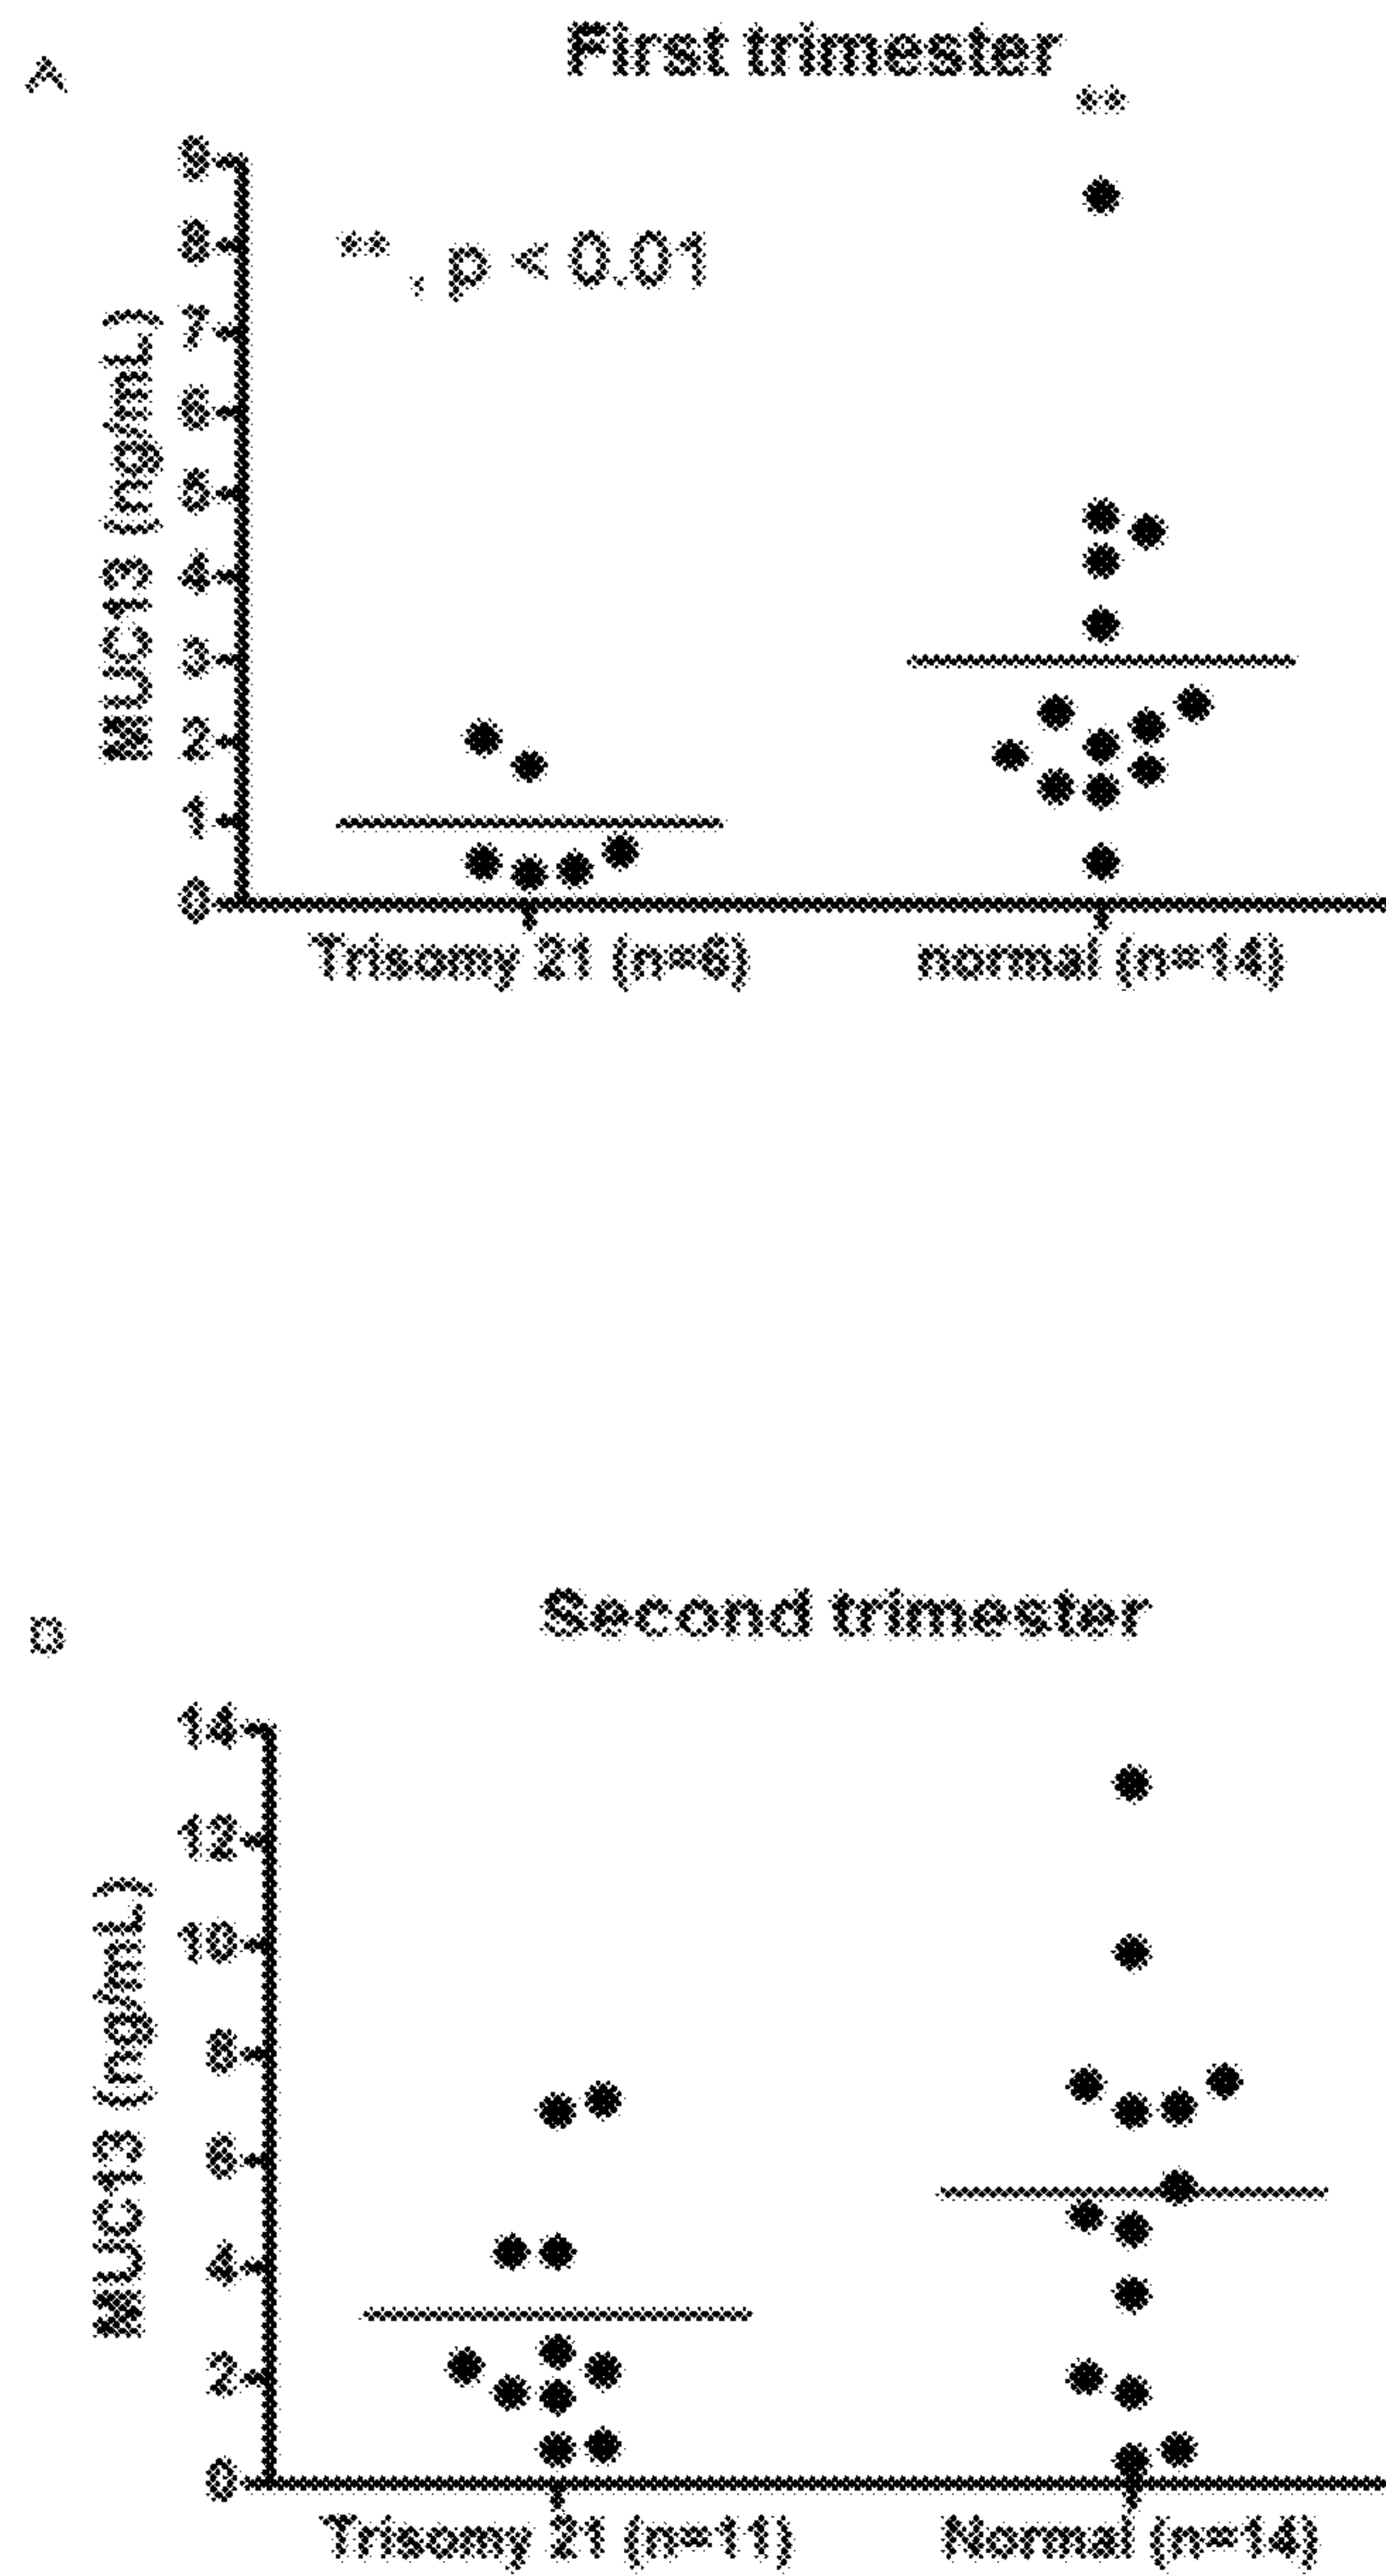 A
First trimester
**
9
8
7
6
5
4
3
2
1
0
MUC13 (ng/mL)
** , p < 0.01
Trisomy 21 (n=6)
normal (n=14)
B
Second trimester
14
12
10
8
6
4
2
0
MUC13 (ng/mL)
Trisomy 21 (n=11)
Normal (n=14)